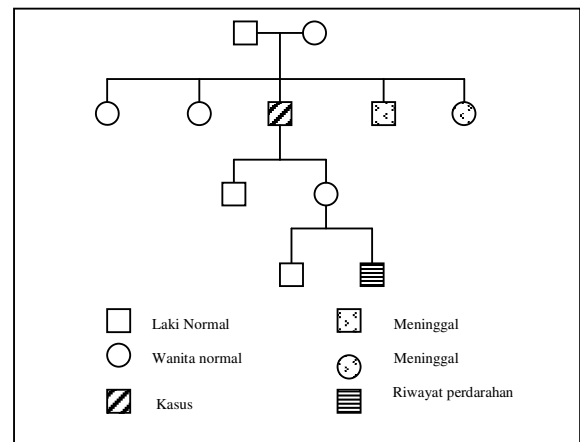 Laki Normal
Meninggal
Wanita normal
Meninggal
Kasus
Riwayat perdarahan